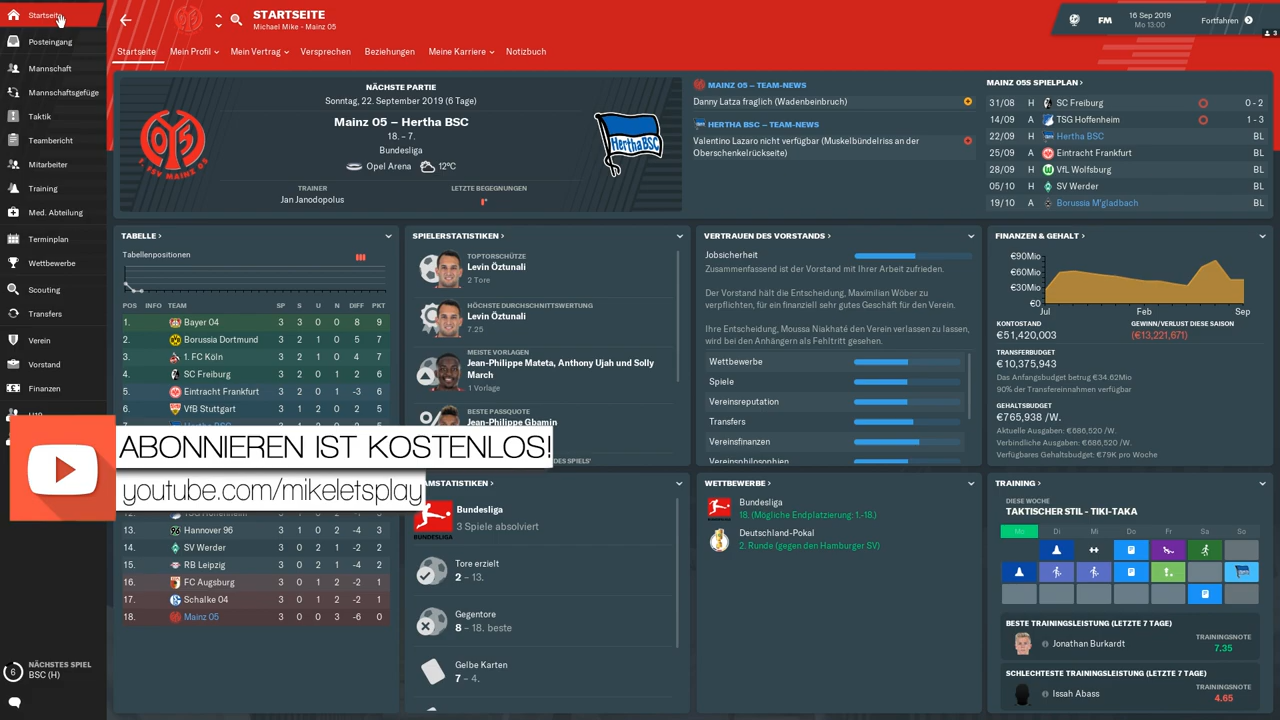 Startseite
Posteingang
Mannschaft
Mannschaftsgefüge
Taktik
Teambericht
Mitarbeiter
Training
Med. Abteilung
Terminplan
Wettbewerbe
Scouting
Transfers
Verein
Vorstand
Finanzen
NÄCHSTES SPIEL
6
BSC (H)
STARTSEITE
Michael Mike - Mainz 05
FM
16 Sep 2019
Mo 13:00
Fortfahren
3
Startseite
Mein Profil
Mein Vertrag
Versprechen
Beziehungen
Meine Karriere
Notizbuch
NÄCHSTE PARTIE
Sonntag, 22. September 2019 (6 Tage)
Mainz 05 – Hertha BSC
18. – 7.
Bundesliga
Opel Arena
12°C
TRAINER
Jan Janodopolus
LETZTE BEGEGNUNGEN
MAINZ 05 – TEAM-NEWS
Danny Latza fraglich (Wadenbeinbruch)
HERTHA BSC – TEAM-NEWS
Valentino Lazaro nicht verfügbar (Muskelbündelriss an der
Oberschenkelrückseite)
MAINZ 05S SPIELPLAN >
31/08 H SC Freiburg 0 - 2
14/09 A TSG Hoffenheim 1 - 3
22/09 H Hertha BSC BL
25/09 A Eintracht Frankfurt BL
28/09 H VfL Wolfsburg BL
05/10 H SV Werder BL
19/10 A Borussia M'gladbach BL
TABELLE >
Tabellenpositionen
POS INFO TEAM SP S U N DIFF PKT
1. Bayer 04 3 3 0 0 8 9
2. Borussia Dortmund 3 2 1 0 5 7
3. 1. FC Köln 3 2 1 0 4 7
4. SC Freiburg 3 2 0 1 2 6
5. Eintracht Frankfurt 3 2 0 1 -3 6
6. VfB Stuttgart 3 1 2 0 2 5
ABONNIEREN IST KOSTENLOS!
youtube.com/mikeletsplay
13. Hannover 96 3 0 2 1 -4 3
14. SV Werder 3 0 2 1 -2 2
15. RB Leipzig 3 0 2 1 -4 2
16. FC Augsburg 3 0 1 2 -2 1
17. Schalke 04 3 0 1 2 -2 1
18. Mainz 05 3 0 0 3 -6 0
SPIELERSTATISTIKEN >
TOPTORSCHÜTZE
Levin Öztunali
2 Tore
HÖCHSTE DURCHSCHNITTSWERTUNG
Levin Öztunali
7.25
MEISTE VORLAGEN
Jean-Philippe Mateta, Anthony Ujah und Solly
March
1 Vorlage
BESTE PASSQUOTE
Jean-Philippe Gbamin
DES SPIELS'
AMSTATISTIKEN >
BUNDESLIGA
Bundesliga
3 Spiele absolviert
Tore erzielt
2 – 13.
Gegentore
8 – 18. beste
Gelbe Karten
7 – 4.
VERTRAUEN DES VORSTANDS >
Jobsicherheit
Zusammenfassend ist der Vorstand mit Ihrer Arbeit zufrieden.
Der Vorstand hält die Entscheidung, Maximilian Wöber zu
verpflichten, für ein finanziell sehr gutes Geschäft für den Verein.
Ihre Entscheidung, Moussa Niakhaté den Verein verlassen zu lassen,
wird bei den Anhängern als Fehltritt gesehen.
Wettbewerbe
Spiele
Vereinsreputation
Transfers
Vereinsfinanzen
Vereinsphilosophien
WETTBEWERBE >
Bundesliga
18. (Mögliche Endplatzierung: 1.-18.)
Deutschland-Pokal
2. Runde (gegen den Hamburger SV)
FINANZEN & GEHALT >
€90Mio
€60Mio
€30Mio
€0
Jul Feb Sep
KONTOSTAND
€51,420,003
GEWINN/VERLUST DIESE SAISON
(€13,221,671)
TRANSFERBUDGET
€10,375,943
Das Anfangsbudget betrug €34.62Mio
90% der Transfereinnahmen verfügbar
GEHALTSBUDGET
€765,938 /W.
Aktuelle Ausgaben: €686,520 /W.
Verbindliche Ausgaben: €686,520 /W.
Verfügbares Gehaltsbudget: €79K pro Woche
TRAINING >
DIESE WOCHE
TAKTISCHER STIL - TIKI-TAKA
Mo Di Mi Do Fr Sa So
BESTE TRAININGSLEISTUNG (LETZTE 7 TAGE)
Jonathan Burkardt
TRAININGSNOTE
7.35
SCHLECHTESTE TRAININGSLEISTUNG (LETZTE 7 TAGE)
Issah Abass
TRAININGSNOTE
4.65